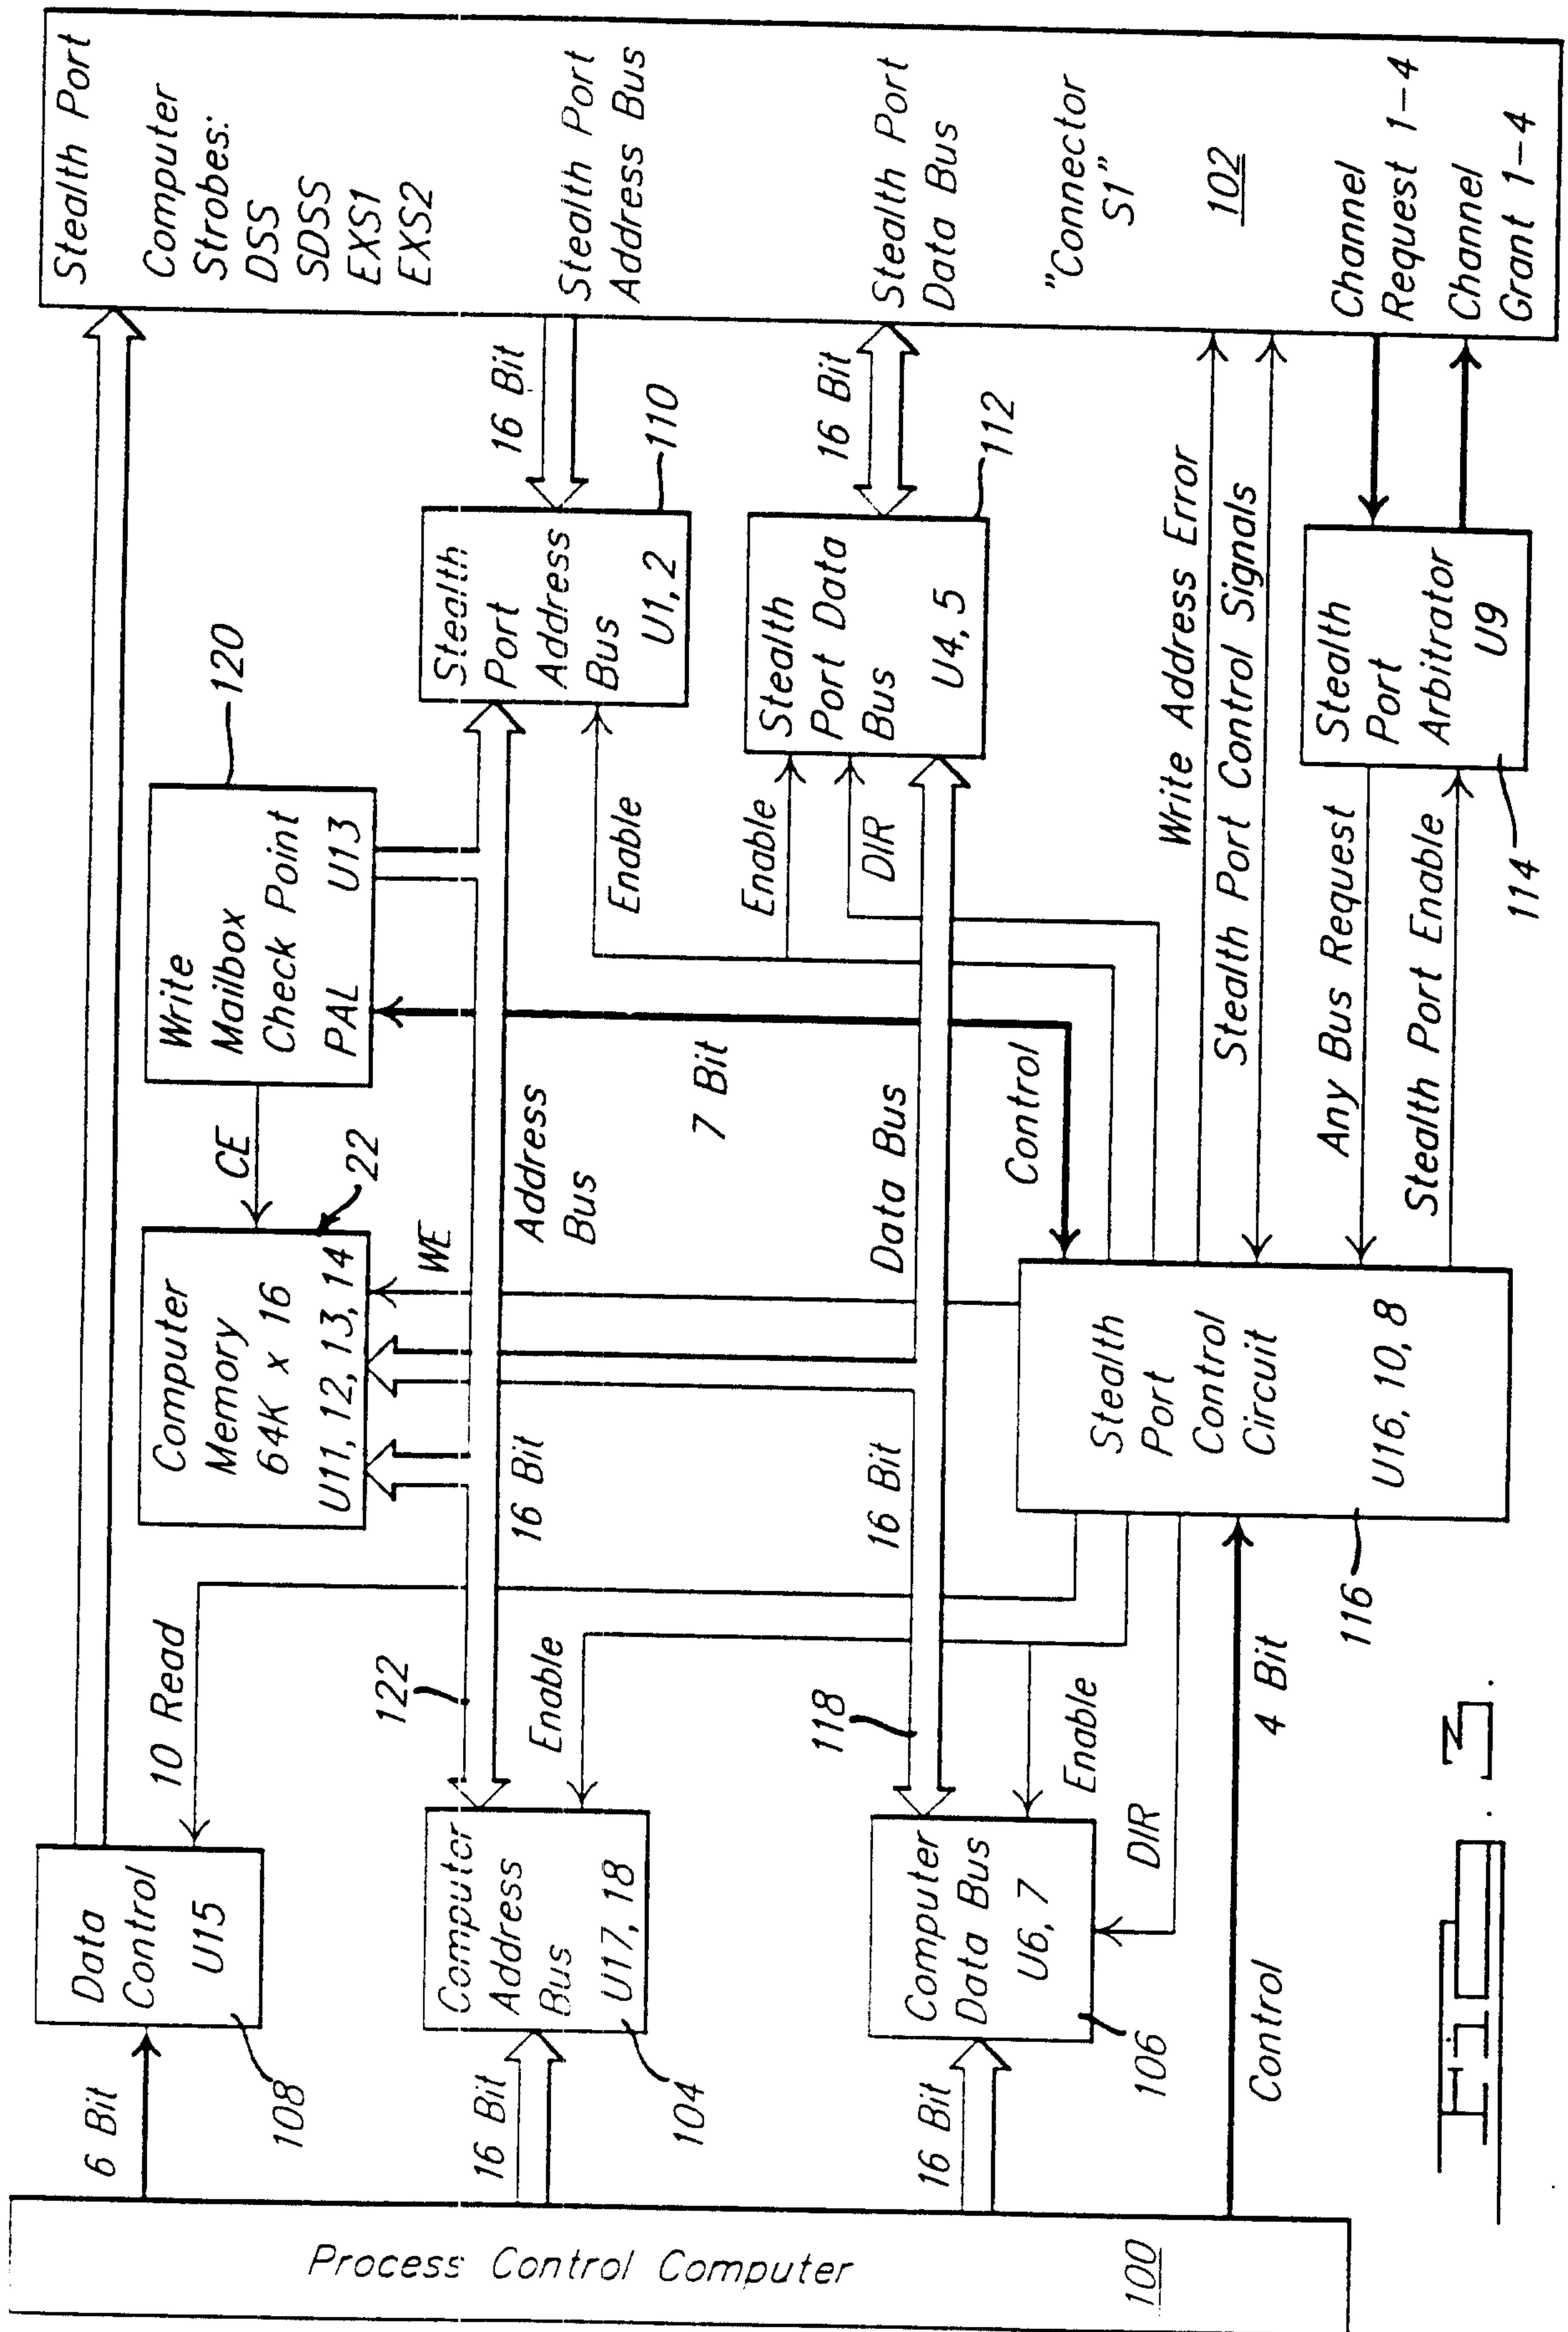 Stealth Port
Computer
Strobes:
DSS
SDSS
EXS1
EXS2
Stealth Port
Address Bus
Stealth Port
Data Bus
"Connector
S1"
102
Channel
Request 1-4
Channel
Grant 1-4
16 Bit
110
16 Bit
112
Write Address Error
Stealth Port Control Signals
Stealth
Port
Address
Bus
U1, 2
Stealth
Port Data
Bus
U4, 5
Stealth
Port
Arbitrator
U9
114
Any Bus Request
Stealth Port Enable
120
Write
Mailbox
Check Point
PAL U13
Enable
Enable
DIR
CE
22
Computer
Memory
64K x 16
U11, 12, 13, 14
WE
Address
Bus
7 Bit
Data Bus
Control
16 Bit
16 Bit
Stealth
Port
Control
Circuit
U16, 10, 8
116
10 Read
122
Enable
118
Enable
DIR
4 Bit
Control
Data
Control
U15
108
6 Bit
Computer
Address
Bus
U17, 18
104
16 Bit
Computer
Data Bus
U6, 7
106
16 Bit
Process Control Computer
100
Fig. 3.